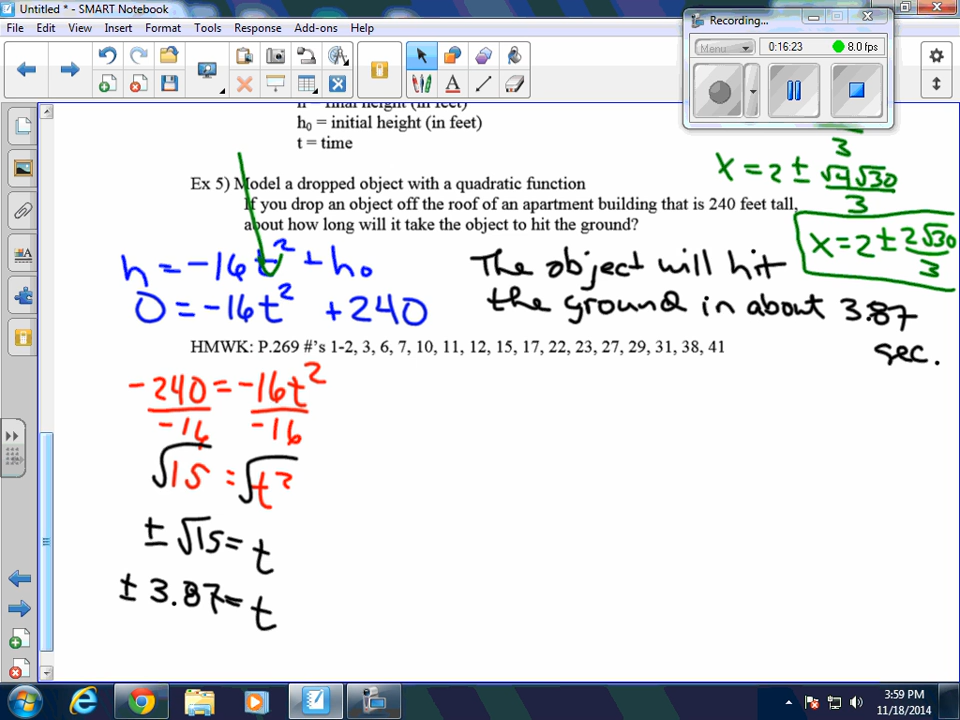 Untitled * - SMART Notebook
File Edit View Insert Format Tools Response Add-ons Help
Recording...
Menu
0:16:23
8.0 fps
h = final height (in feet)
h0 = initial height (in feet)
t = time
3
x = 2 ± √4√30
3
x = 2 ± 2√30
3
Ex 5) Model a dropped object with a quadratic function
If you drop an object off the roof of an apartment building that is 240 feet tall,
about how long will it take the object to hit the ground?
h = -16t² + h₀
0 = -16t² + 240
The object will hit
the ground in about 3.87
sec.
HMWK: P.269 #'s 1-2, 3, 6, 7, 10, 11, 12, 15, 17, 22, 23, 27, 29, 31, 38, 41
-240 = -16t²
-16 -16
√15 = √t²
± √15 = t
± 3.87 = t
3:59 PM
11/18/2014